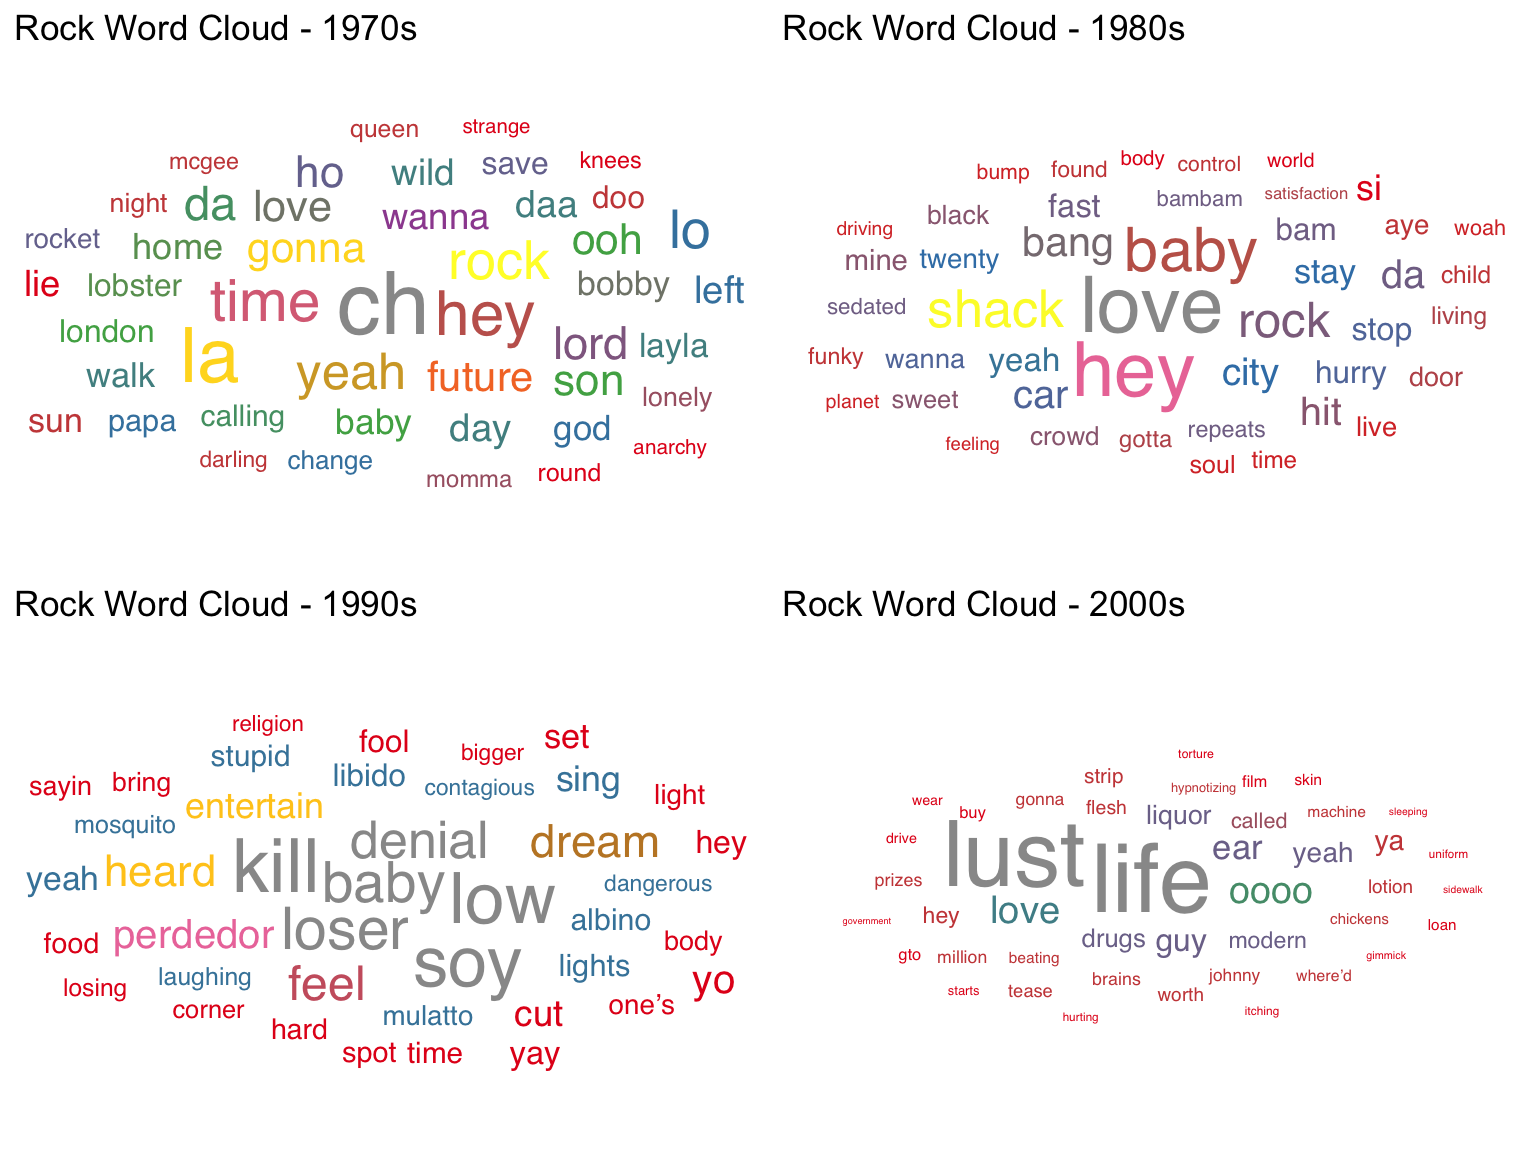 Rock Word Cloud - 1970s
queen strange
mcgee ho wild save knees
night da love wanna daa doo
rocket home gonna rock ooh lo
lie lobster time ch hey bobby left
london la yeah future lord layla
walk son lonely
sun papa calling baby day god anarchy
darling change momma round
Rock Word Cloud - 1980s
bump found body control world
driving black fast bambam satisfaction si
mine twenty bang baby bam aye woah
sedated shack love rock stay da child
funky wanna yeah hey city stop living
planet sweet car hurry door
feeling crowd gotta repeats hit live
soul time
Rock Word Cloud - 1990s
religion fool bigger set
stupid libido contagious sing
sayin bring entertain light
mosquito kill denial dream hey
yeah heard baby low dangerous
food perdedor loser soy albino body
losing laughing feel lights yo
corner hard mulatto cut one's
spot time yay
Rock Word Cloud - 2000s
torture
strip hypnotizing film skin
wear buy gonna flesh liquor called machine sleeping
drive lust life ear yeah ya uniform
prizes love oooo lotion sidewalk
government hey drugs guy modern chickens loan
gto million beating gimmick
starts tease brains worth johnny where'd
hurting itching